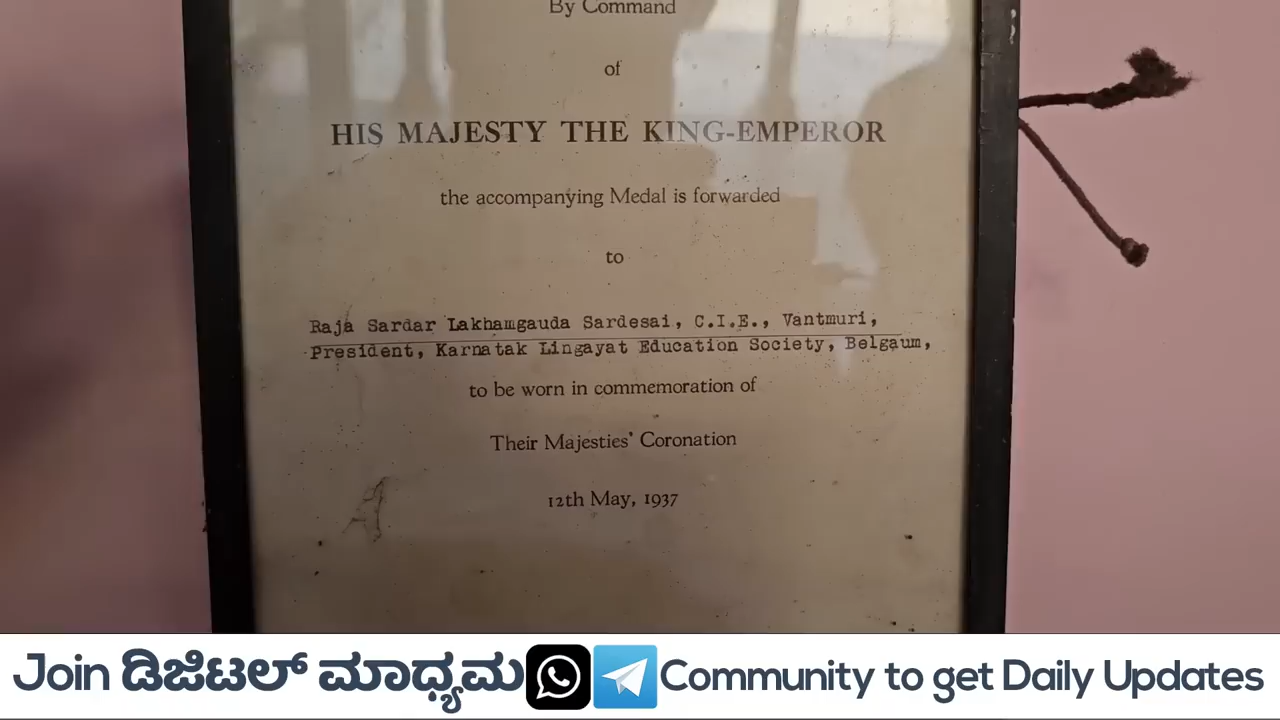 By Command
of
HIS MAJESTY THE KING-EMPEROR
the accompanying Medal is forwarded
to
Raja Sardar Lakhamgauda Sardesai, C.I.E., Vantmuri,
President, Karnatak Lingayat Education Society, Belgaum,
to be worn in commemoration of
Their Majesties' Coronation
12th May, 1937
Join ಡಿಜಿಟಲ್ ಮಾಧ್ಯಮ Community to get Daily Updates